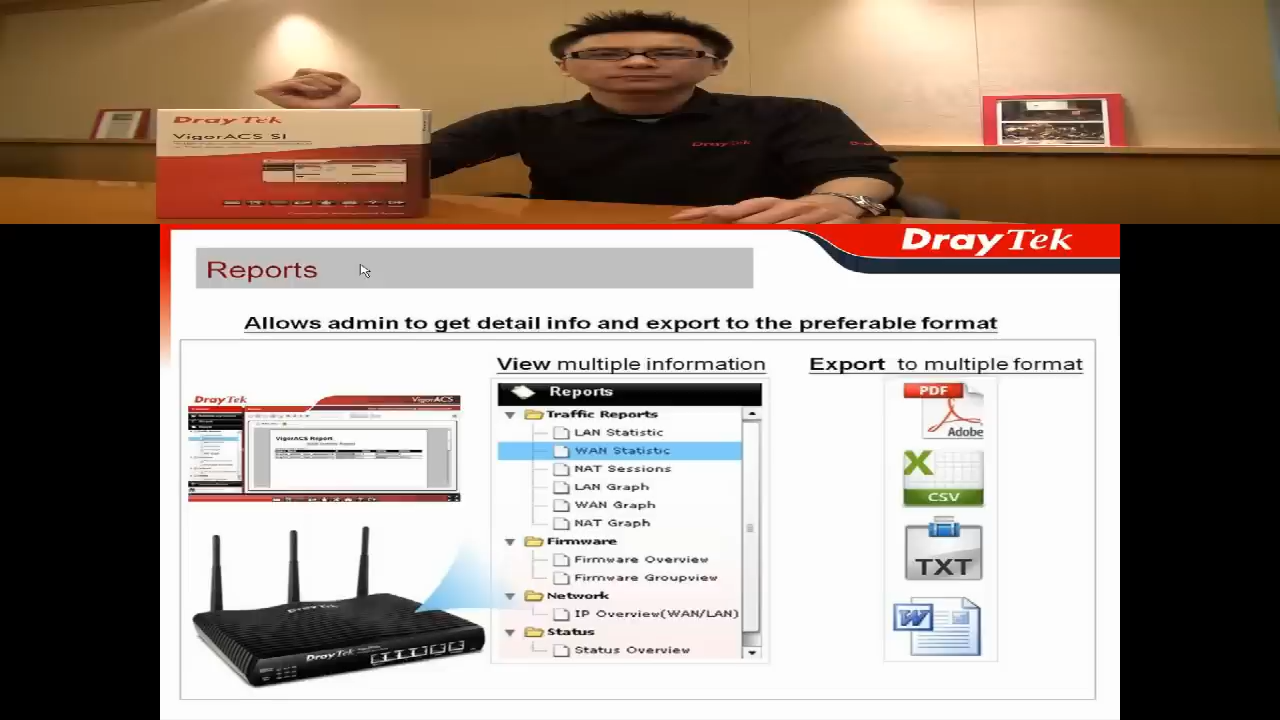 DrayTek
VigorACS SI
DrayTek
DrayTek
Reports
Allows admin to get detail info and export to the preferable format
View multiple information
Export to multiple format
DrayTek
VigorACS
VigorACS Report
Reports
Traffic Reports
LAN Statistic
WAN Statistic
NAT Sessions
LAN Graph
WAN Graph
NAT Graph
Firmware
Firmware Overview
Firmware Groupview
Network
IP Overview(WAN/LAN)
Status
Status Overview
PDF
Adobe
X
CSV
TXT
W
DrayTek
DrayTek